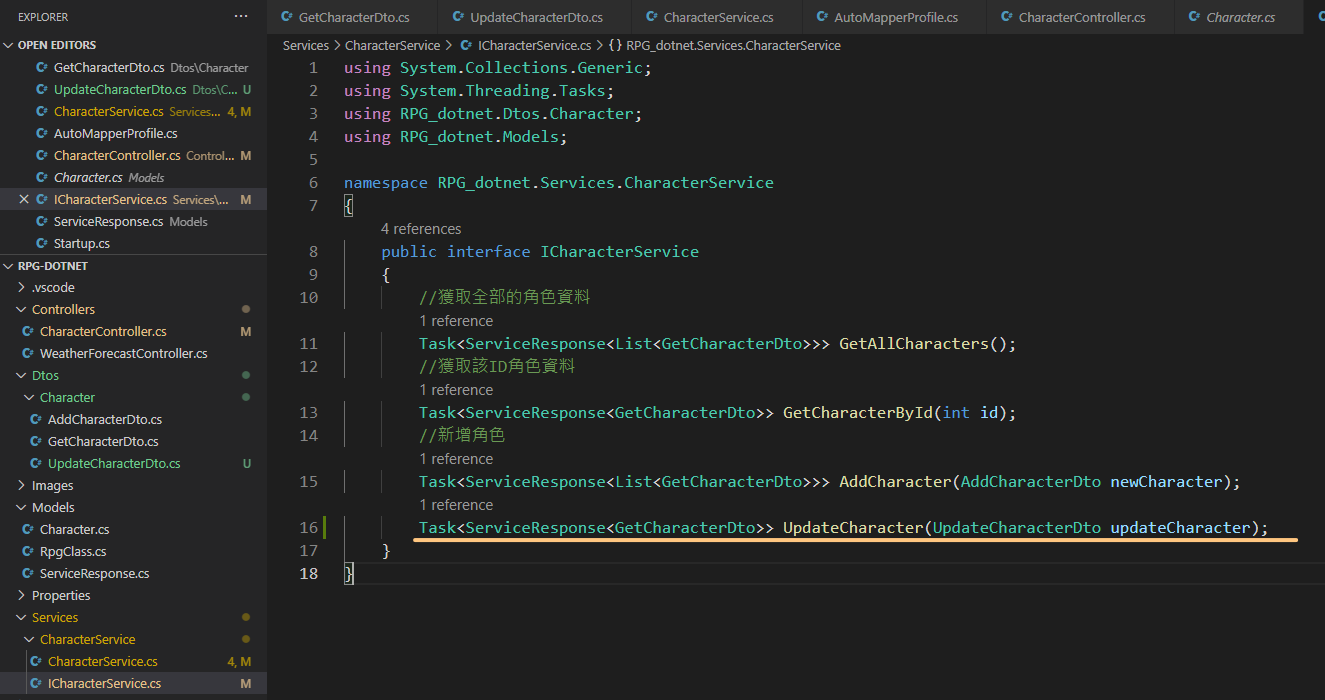 EXPLORER ...
OPEN EDITORS
GetCharacterDto.cs Dtos\Character
UpdateCharacterDto.cs Dtos\C... U
CharacterService.cs Services... 4, M
AutoMapperProfile.cs
CharacterController.cs Control... M
Character.cs Models
ICharacterService.cs Services\... M
ServiceResponse.cs Models
Startup.cs
RPG-DOTNET
.vscode
Controllers
CharacterController.cs M
WeatherForecastController.cs
Dtos
Character
AddCharacterDto.cs
GetCharacterDto.cs
UpdateCharacterDto.cs U
Images
Models
Character.cs
RpgClass.cs
ServiceResponse.cs
Properties
Services
CharacterService
CharacterService.cs 4, M
ICharacterService.cs M
GetCharacterDto.cs UpdateCharacterDto.cs CharacterService.cs AutoMapperProfile.cs CharacterController.cs Character.cs
Services > CharacterService > ICharacterService.cs > {} RPG_dotnet.Services.CharacterService
1 using System.Collections.Generic;
2 using System.Threading.Tasks;
3 using RPG_dotnet.Dtos.Character;
4 using RPG_dotnet.Models;
5
6 namespace RPG_dotnet.Services.CharacterService
7 {
4 references
8 public interface ICharacterService
9 {
10 //獲取全部的角色資料
1 reference
11 Task<ServiceResponse<List<GetCharacterDto>>> GetAllCharacters();
12 //獲取該ID角色資料
1 reference
13 Task<ServiceResponse<GetCharacterDto>> GetCharacterById(int id);
14 //新增角色
1 reference
15 Task<ServiceResponse<List<GetCharacterDto>>> AddCharacter(AddCharacterDto newCharacter);
1 reference
16 Task<ServiceResponse<GetCharacterDto>> UpdateCharacter(UpdateCharacterDto updateCharacter);
17 }
18 }